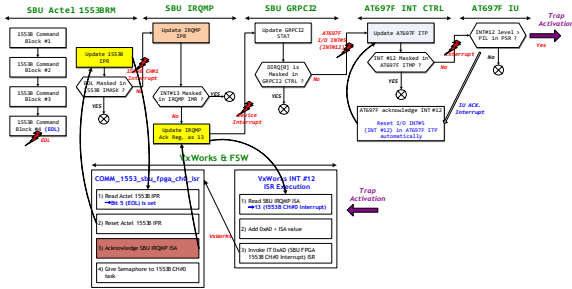 SBU Actel 1553BRM
SBU IRQMP
SBU GRPCI2
AT697F INT CTRL
AT697F IU
1553B Command
Block #1
1553B Command
Block #2
1553B Command
Block #3
1553B Command
Block #4 (EOL)
EOL
Update 1553B
IPR
EOL Masked in
1553B IMASK ?
YES
No
Interrupt
Update IRQMP
IPR
INT#13 Masked
in IRQMP IMR ?
YES
No
Update IRQMP
Ack Reg. as 13
Update GRPCI2
STAT
DIRQ[0] is
Masked in
GRPCI2 CTRL ?
YES
No
Device
Interrupt
AT697F
I/O INT#5
(INT#12)
Update AT697F ITP
INT #12 Masked in
AT697F ITMP ?
YES
No
Interrupt
AT697F acknowledge INT#12
Reset I/O INT#5
(INT #12) in AT697F ITP
automatically
INT#12 level >
PIL in PSR ?
No
Yes
Trap
Activation
IU ACK.
Interrupt
VxWorks & FSW
COMM_1553_sbu_fpga_ch0_isr
1) Read Actel 1553B IPR
→Bit 5 (EOL) is set
2) Reset Actel 1553B IPR
3) Acknowledge SBU IRQMP ISA
4) Give Semaphore to 1553B CH#0
task
VxWorks
VxWorks INT #12
ISR Execution
1) Read SBU IRQMP ISA
→13 (1553B CH#0 Interrupt)
2) Add 0xAD + ISA value
3) Invoke IT 0xAD (SBU FPGA
1553B CH#0 Interrupt) ISR
Trap
Activation